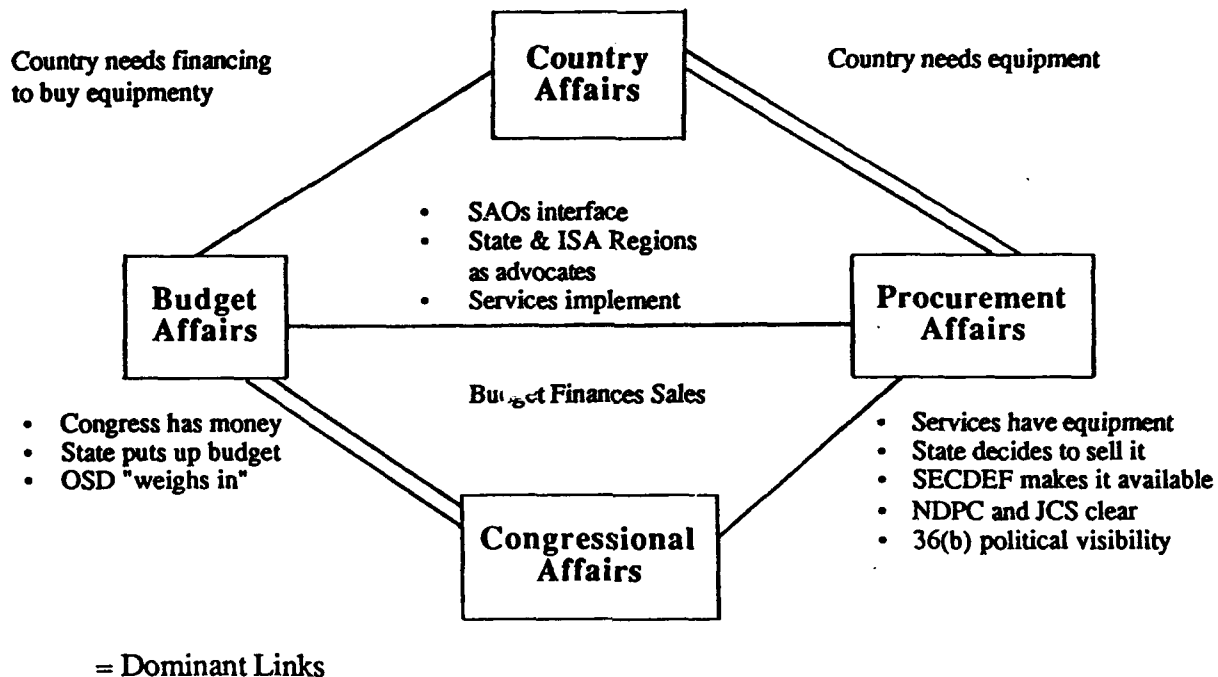 Country needs financing
to buy equipmenty
Country
Affairs
Country needs equipment
• SAOs interface
• State & ISA Regions
as advocates
• Services implement
Budget
Affairs
Procurement
Affairs
Budget Finances Sales
• Congress has money
• State puts up budget
• OSD "weighs in"
• Services have equipment
• State decides to sell it
• SECDEF makes it available
• NDPC and JCS clear
• 36(b) political visibility
Congressional
Affairs
= Dominant Links